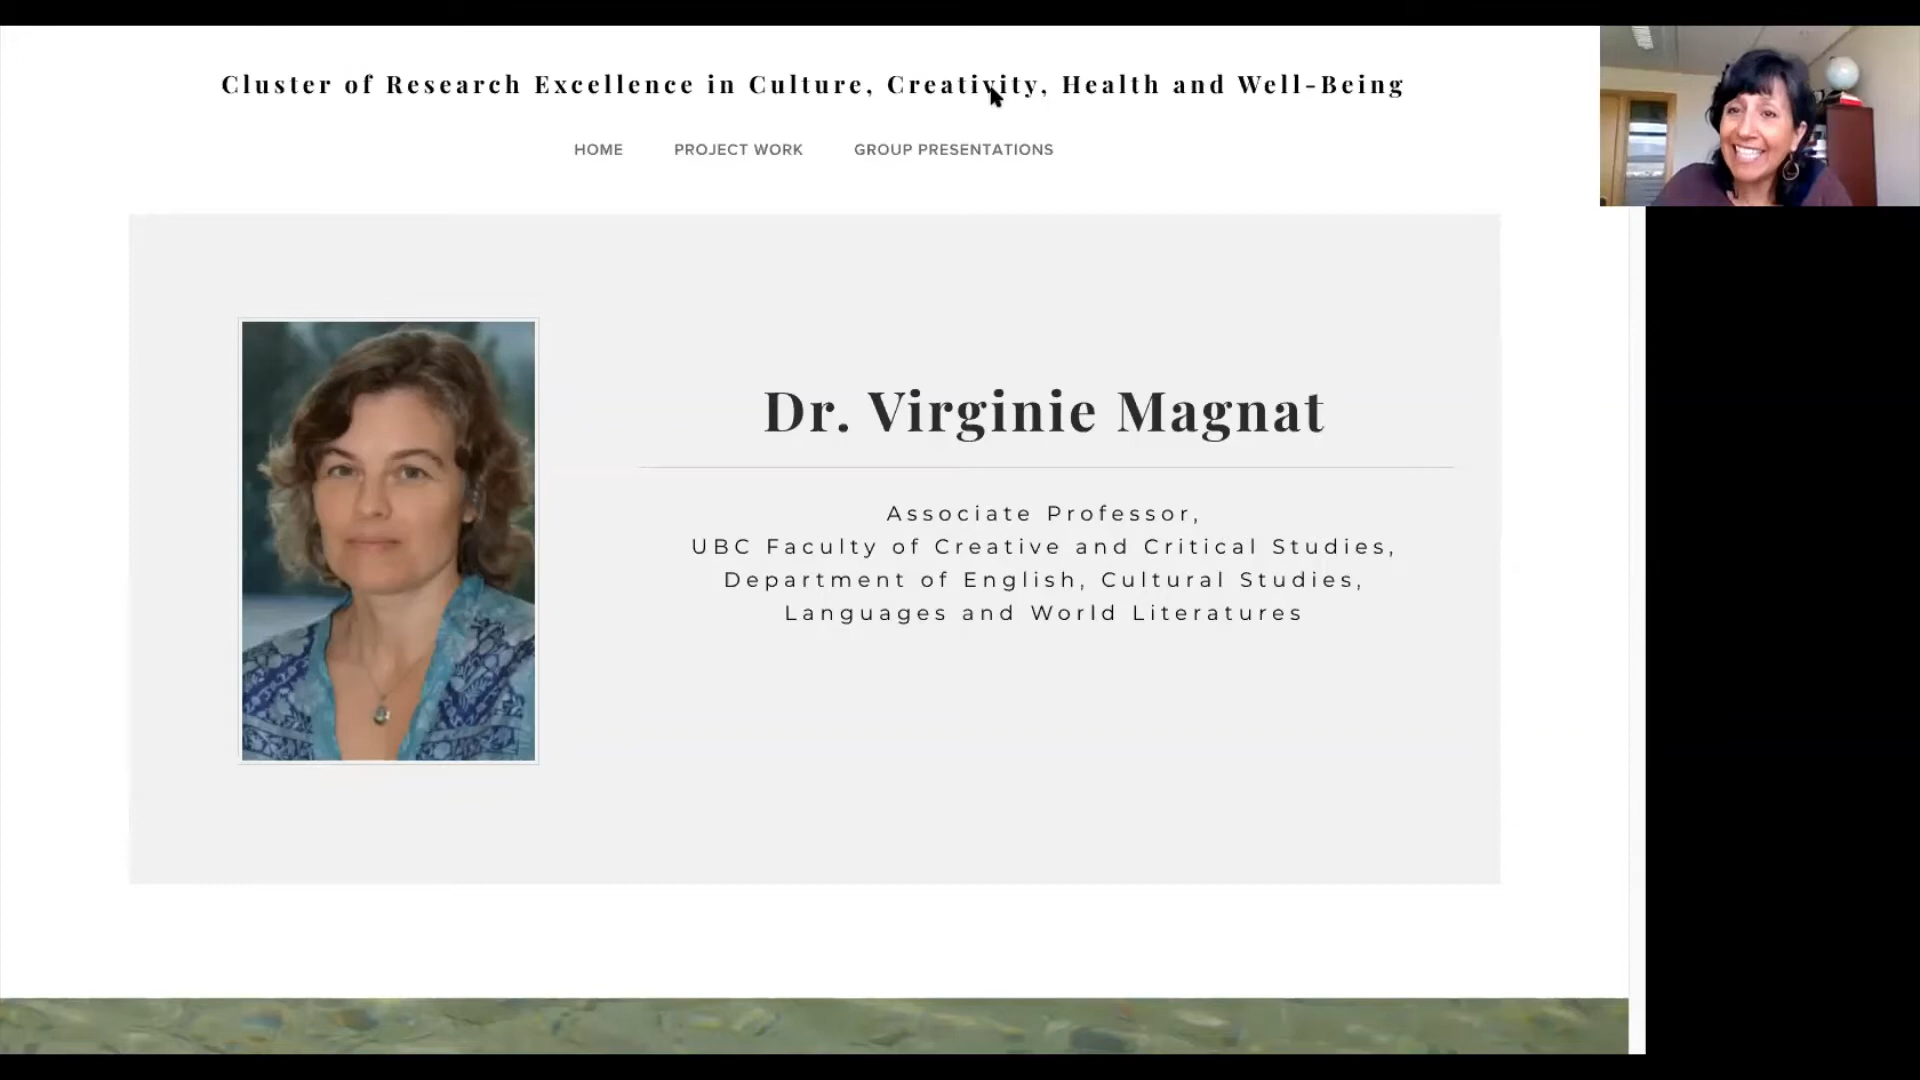 Cluster of Research Excellence in Culture, Creativity, Health and Well-Being
HOME PROJECT WORK GROUP PRESENTATIONS
Dr. Virginie Magnat
Associate Professor,
UBC Faculty of Creative and Critical Studies,
Department of English, Cultural Studies,
Languages and World Literatures